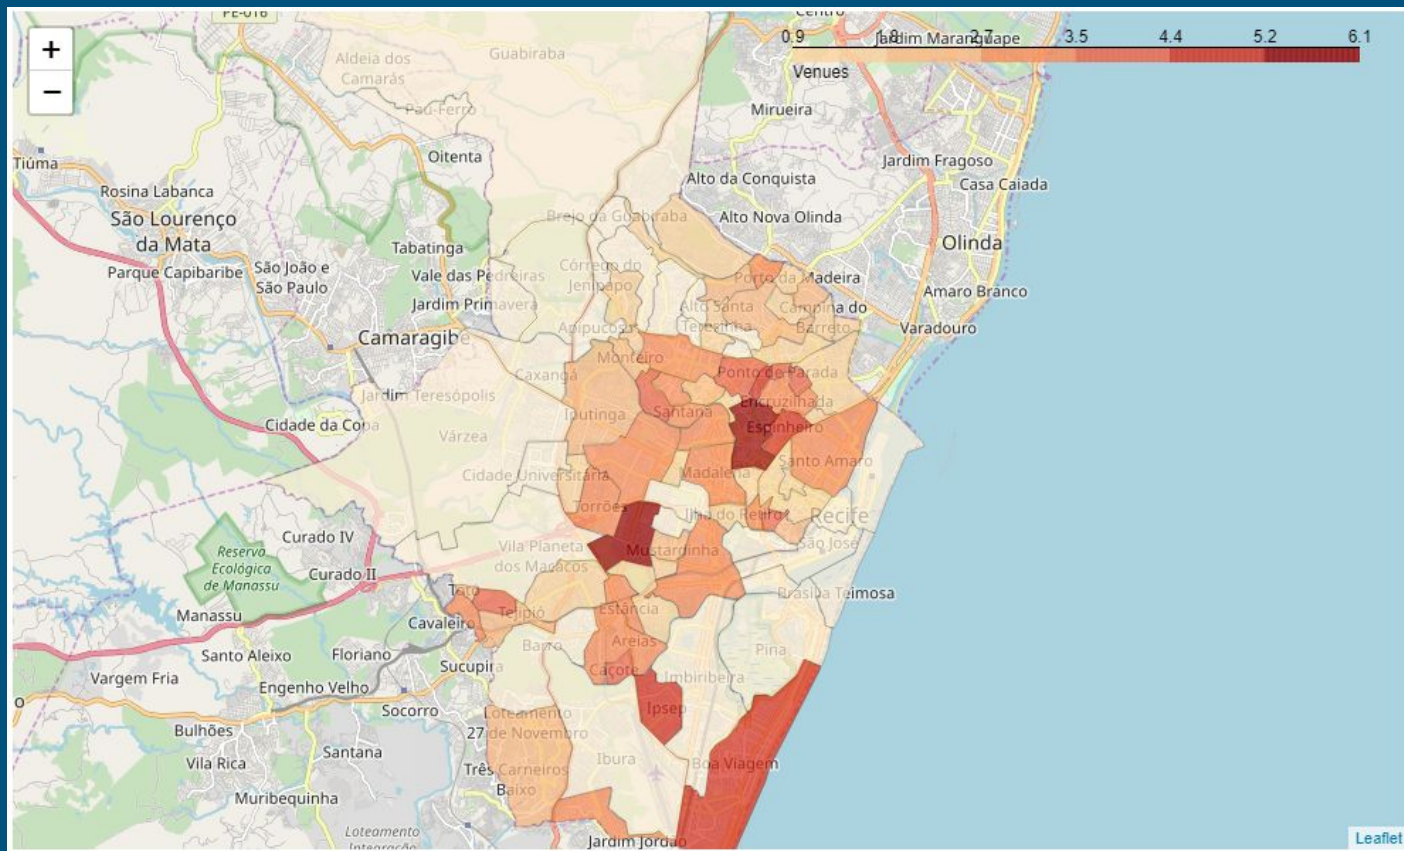 PE-016
Centro
+
−
0.9
1.8
2.7
3.5
4.4
5.2
6.1
Venues
Jardim Maranguape
Guabiraba
Aldeia dos
Camarás
Pau-Ferro
Mirueira
Oitenta
Tiúma
Jardim Fragoso
Alto da Conquista
Casa Caiada
Rosina Labanca
São Lourenço
da Mata
Brejo da Guabiraba
Alto Nova Olinda
Olinda
Tabatinga
Parque Capibaribe
São João e
São Paulo
Vale das Pedreiras
Córrego do
Jenipapo
Porto da Madeira
Amaro Branco
Jardim Primavera
Alto Santa
Terezinha
Campina do
Barreto
Apipucos
Varadouro
Camaragibe
Monteiro
Caxangá
Ponto de Parada
Jardim Teresópolis
Iputinga
Santana
Encruzilhada
Cidade da Copa
Várzea
Espinheiro
Cidade Universitária
Madalena
Santo Amaro
Torrões
Ilha do Retiro
Recife
Curado IV
Reserva
Ecológica
de Manassu
Curado II
Vila Planeta
dos Macacos
Mustardinha
São José
Manassu
Totó
Tejipió
Estância
Brasília Teimosa
Cavaleiro
Santo Aleixo
Floriano
Sucupira
Barro
Areias
Pina
Vargem Fria
Engenho Velho
Caçote
Imbiribeira
o
Socorro
Loteamento
27 de Novembro
Ipsep
Bulhões
Vila Rica
Santana
Três Carneiros
Baixo
Ibura
Boa Viagem
Muribequinha
Loteamento
Integração
Jardim Jordão
Leaflet